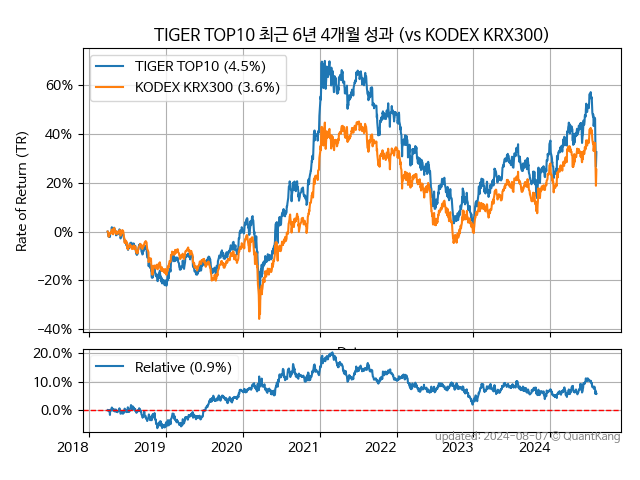 TIGER TOP10 최근 6년 4개월 성과 (vs KODEX KRX300)
TIGER TOP10 (4.5%)
KODEX KRX300 (3.6%)
Rate of Return (TR)
60%
40%
20%
0%
−20%
−40%
Relative (0.9%)
20.0%
10.0%
0.0%
2018 2019 2020 2021 2022 2023 2024
updated: 2024-08-07 © QuantKang